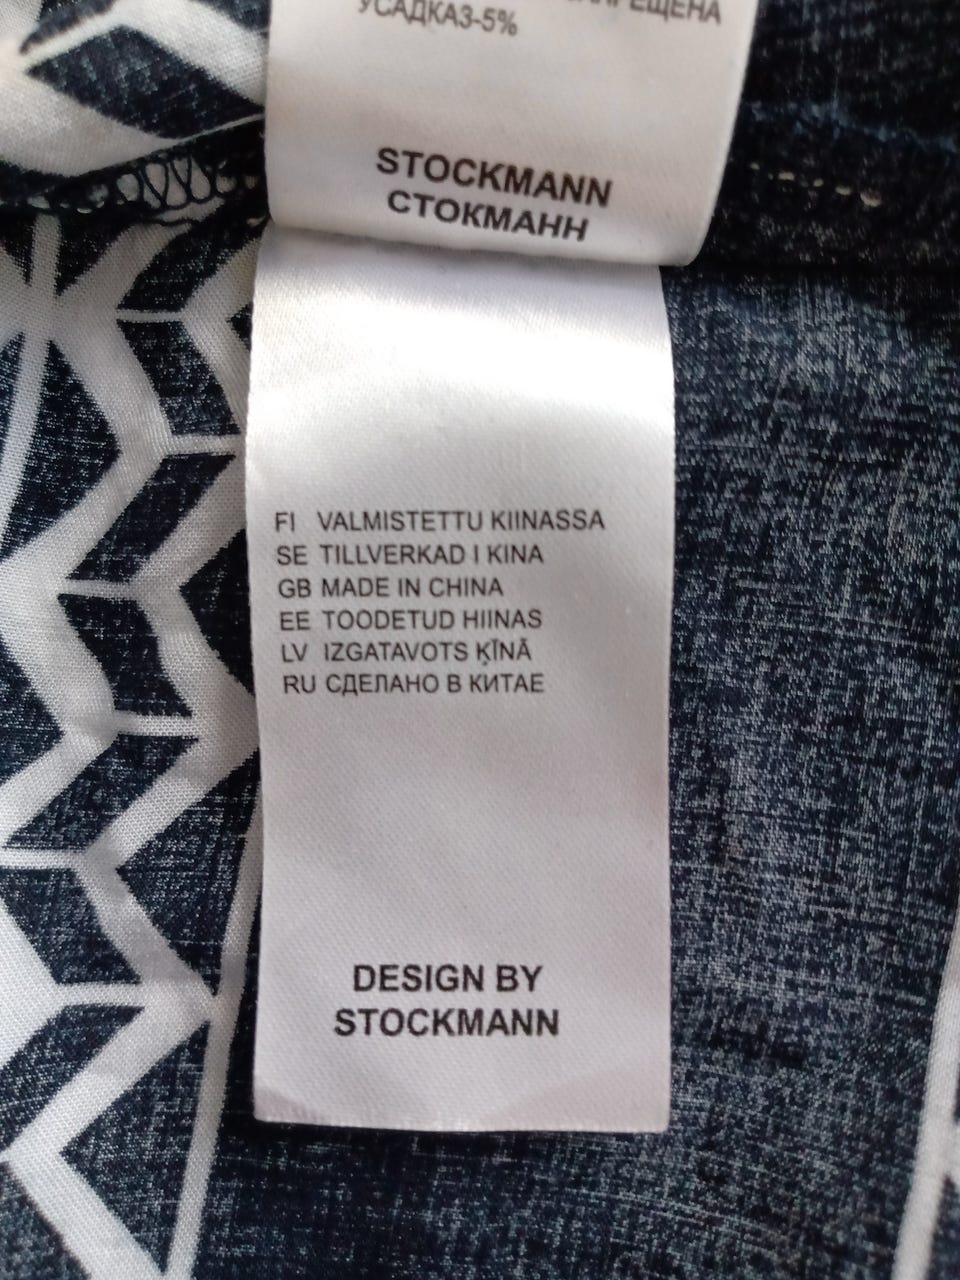 УСАДКА3-5%
STOCKMANN
СТОКМАНН
FI VALMISTETTU KIINASSA
SE TILLVERKAD I KINA
GB MADE IN CHINA
EE TOODETUD HIINAS
LV IZGATAVOTS ĶĪNĀ
RU СДЕЛАНО В КИТАЕ
DESIGN BY
STOCKMANN